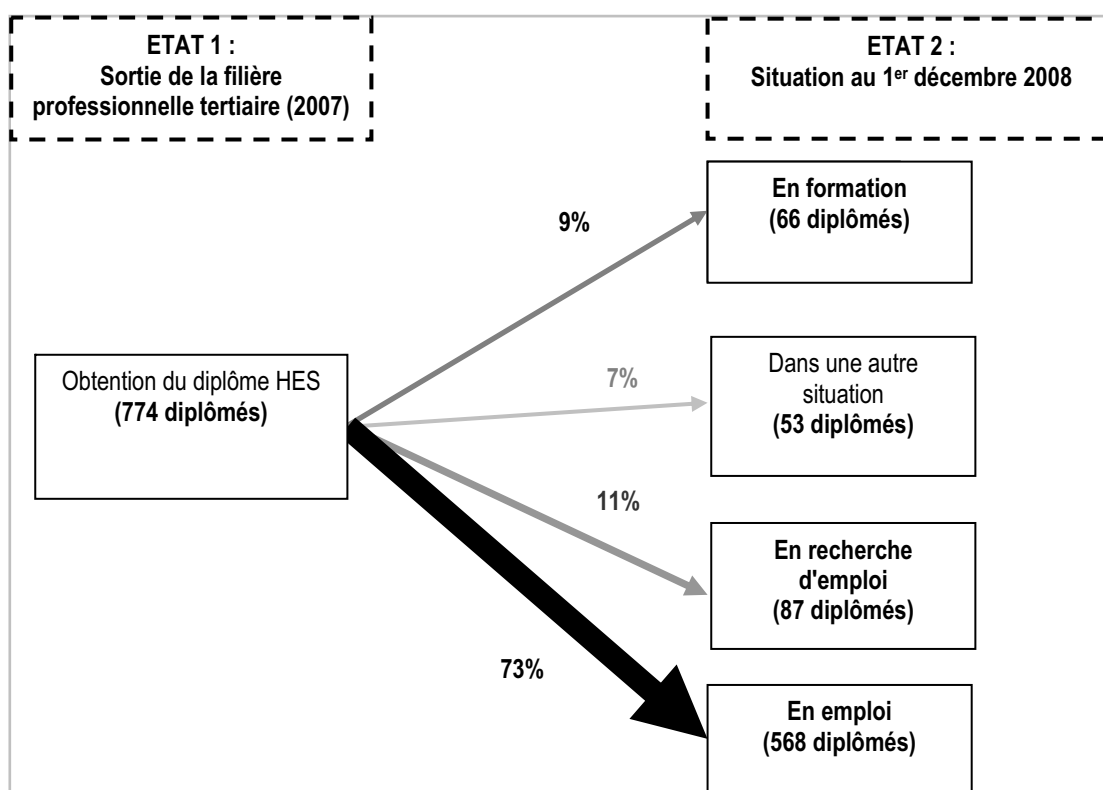 ETAT 1 :
Sortie de la filière
professionnelle tertiaire (2007)
ETAT 2 :
Situation au 1er décembre 2008
En formation
(66 diplômés)
9%
Obtention du diplôme HES
(774 diplômés)
7%
Dans une autre
situation
(53 diplômés)
11%
En recherche
d'emploi
(87 diplômés)
73%
En emploi
(568 diplômés)